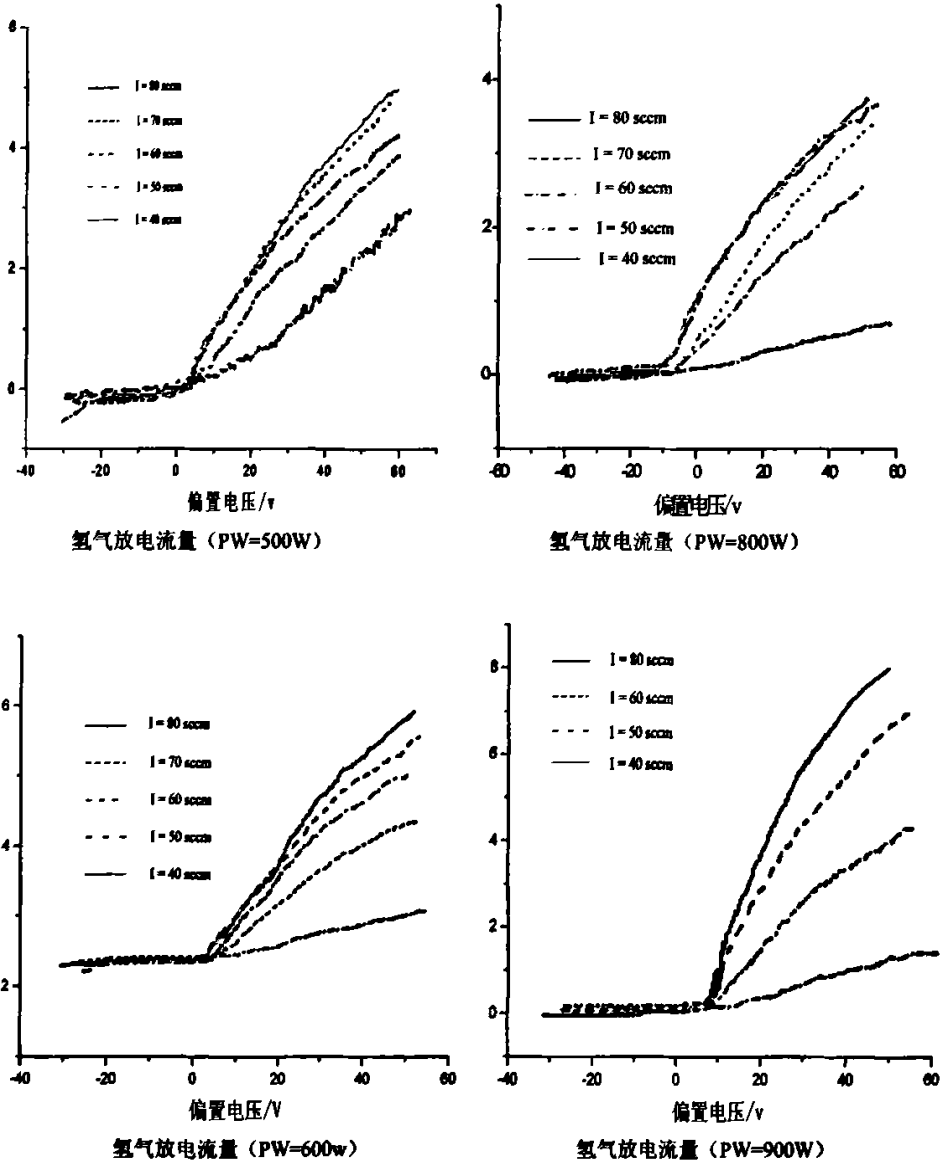 6
4
2
0
-40
-20
0
20
40
60
I = 80 sccm
I = 70 sccm
I = 60 sccm
I = 50 sccm
I = 40 sccm
偏置电压/v
氢气放电流量（PW=500W）
4
2
0
-60
-40
-20
0
20
40
60
I = 80 sccm
I = 70 sccm
I = 60 sccm
I = 50 sccm
I = 40 sccm
偏置电压/v
氢气放电流量（PW=800W）
6
4
2
-40
-20
0
20
40
60
I = 80 sccm
I = 70 sccm
I = 60 sccm
I = 50 sccm
I = 40 sccm
偏置电压/V
氢气放电流量（PW=600w）
8
6
4
2
0
-40
-20
0
20
40
60
I = 80 sccm
I = 60 sccm
I = 50 sccm
I = 40 sccm
偏置电压/v
氢气放电流量（PW=900W）